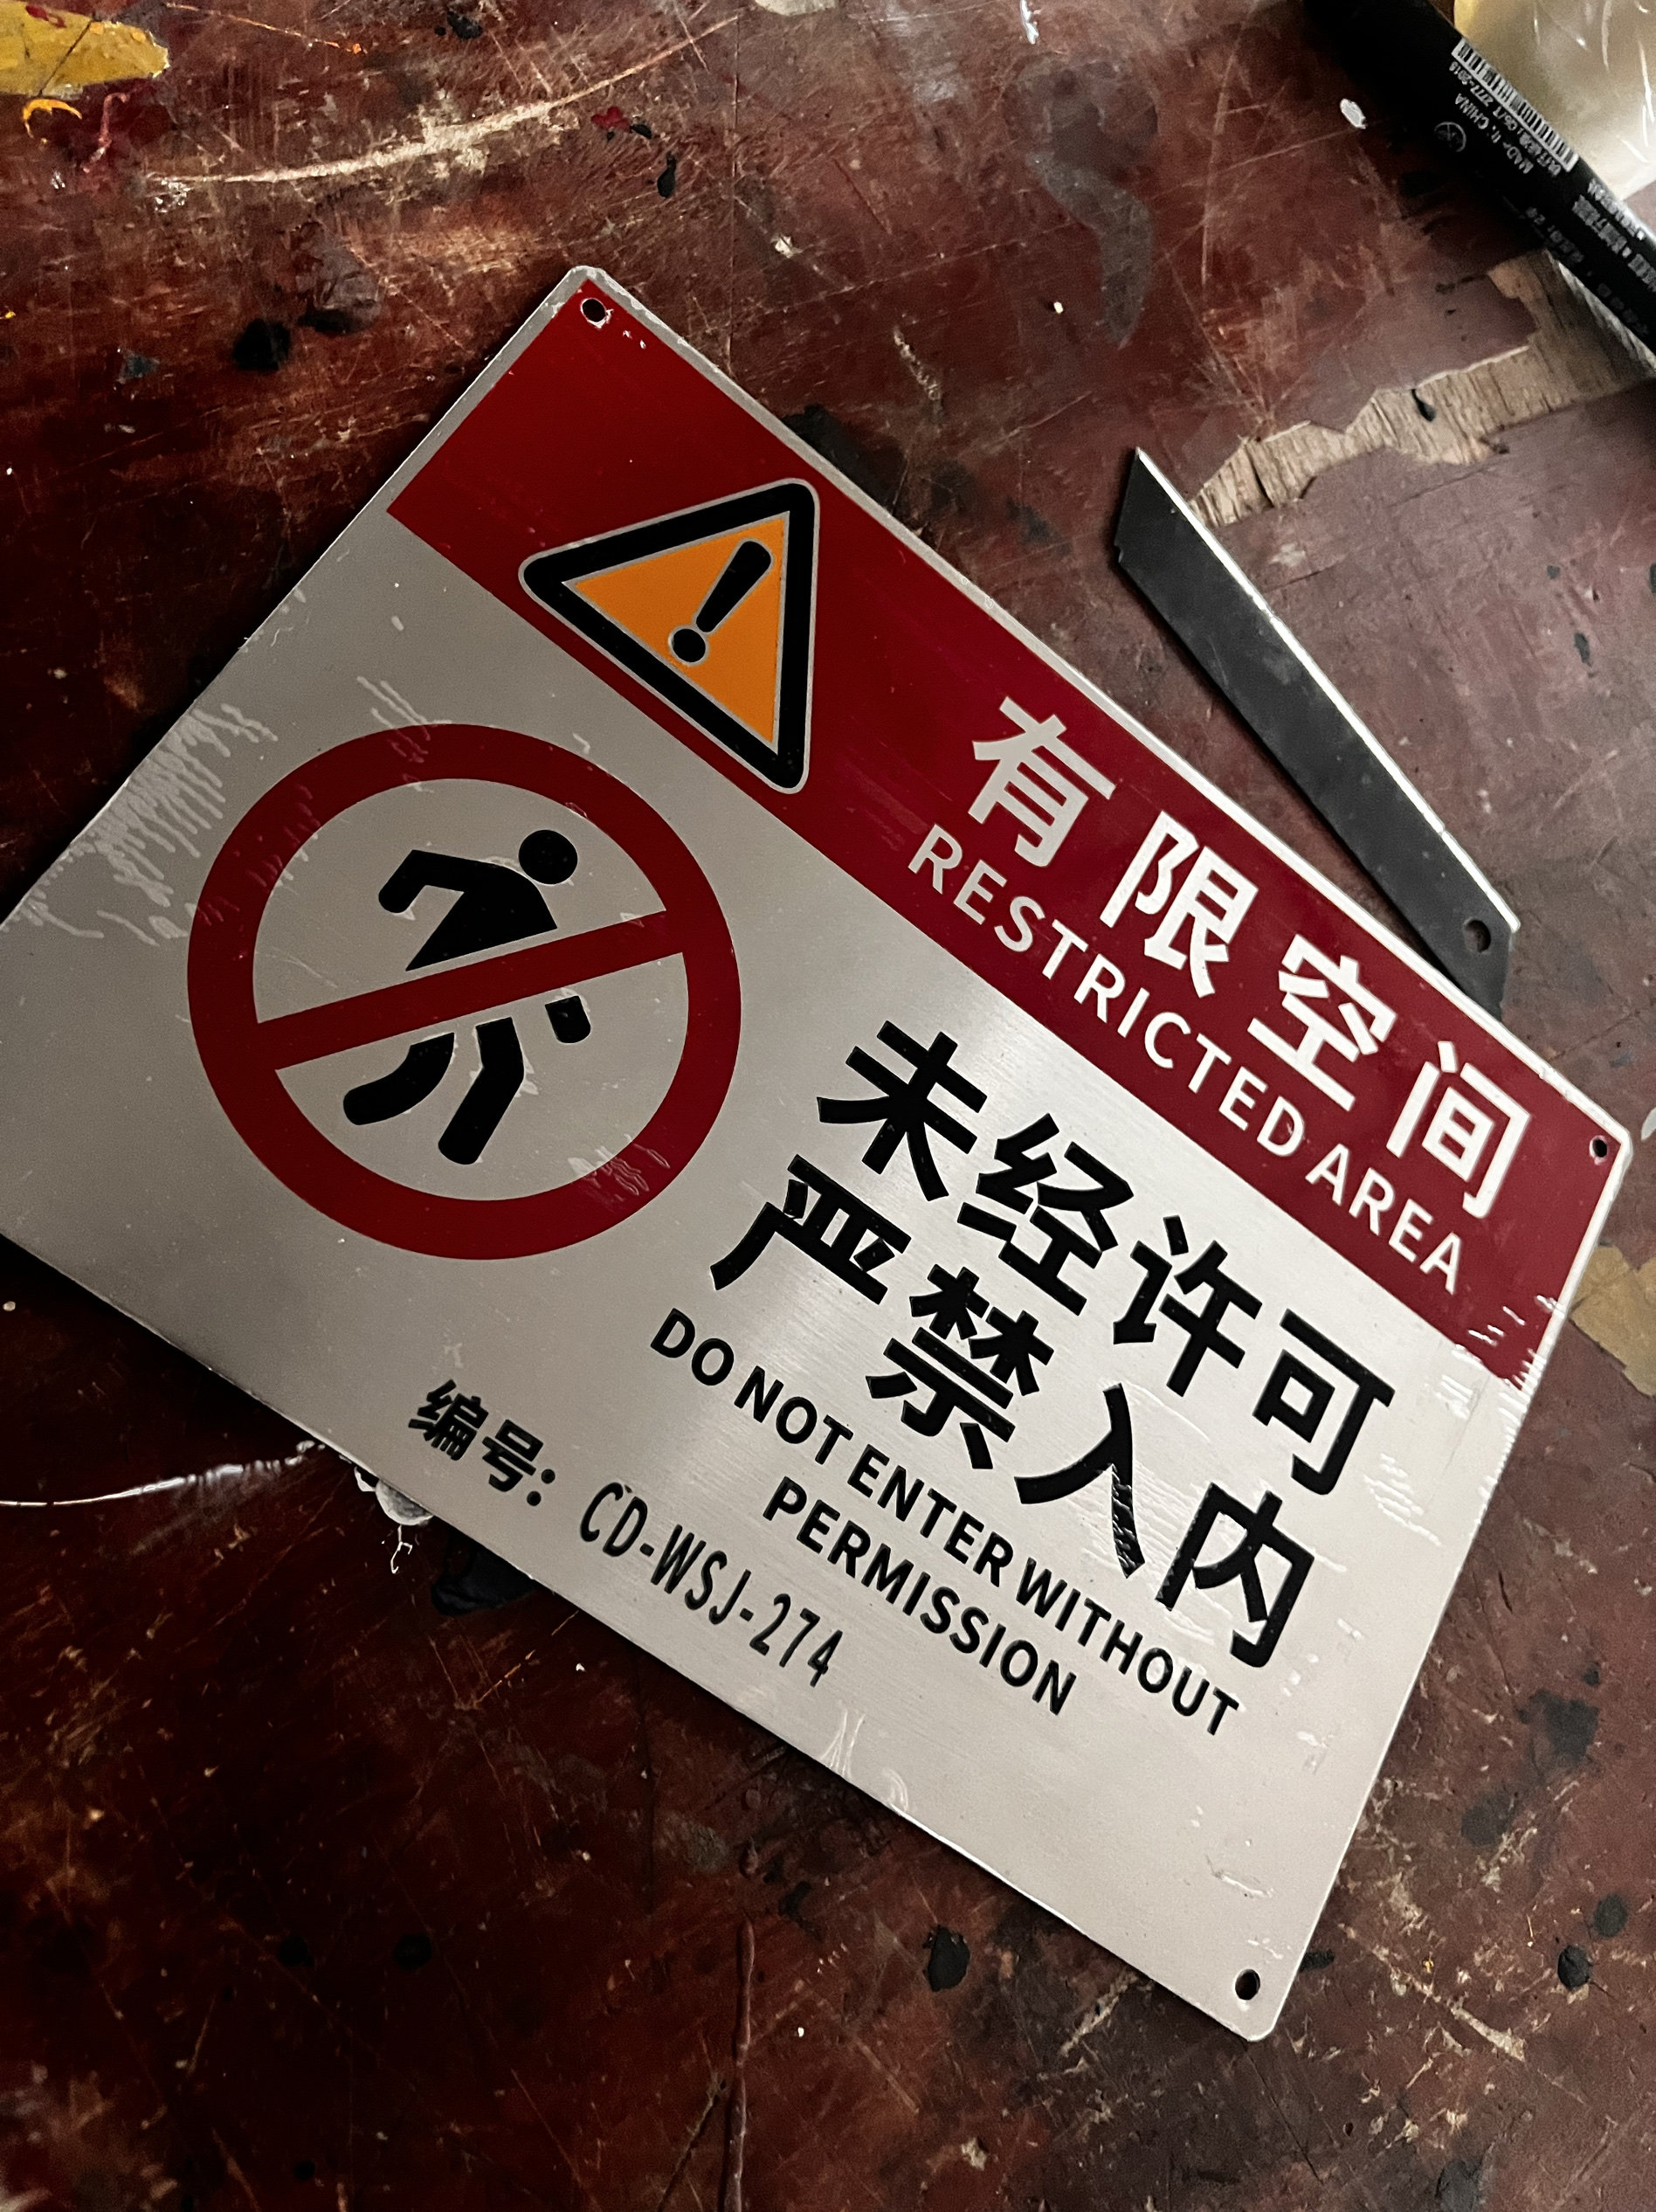 有限空间
RESTRICTED AREA
未经许可
严禁入内
DO NOT ENTER WITHOUT
PERMISSION
编号：CD-WSJ-274
CHINA